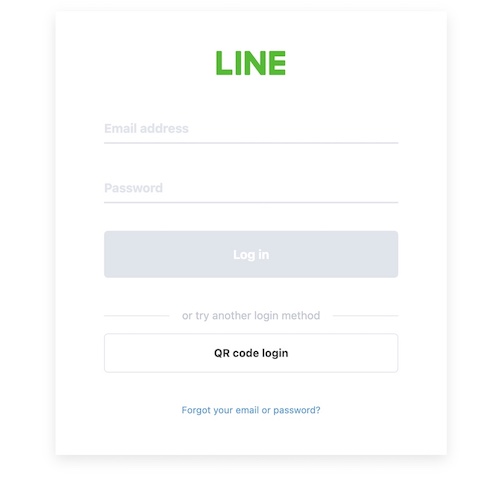 LINE
Email address
Password
Log in
or try another login method
QR code login
Forgot your email or password?